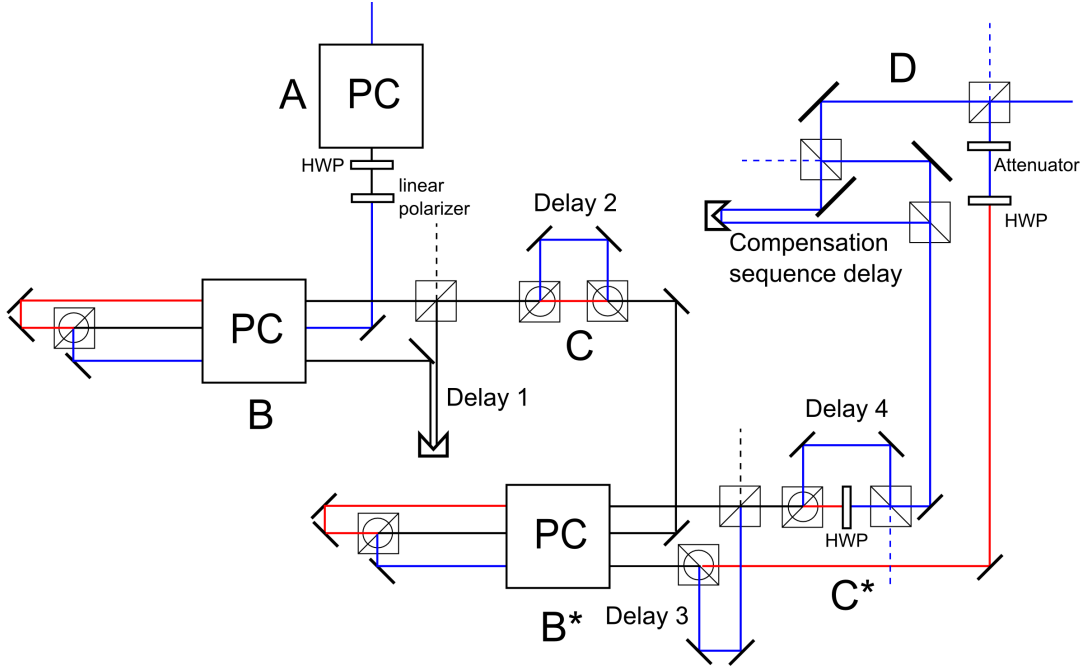 A
PC
HWP
linear
polarizer
D
Attenuator
HWP
Compensation
sequence delay
Delay 2
C
PC
B
Delay 1
Delay 4
HWP
C*
PC
B*
Delay 3